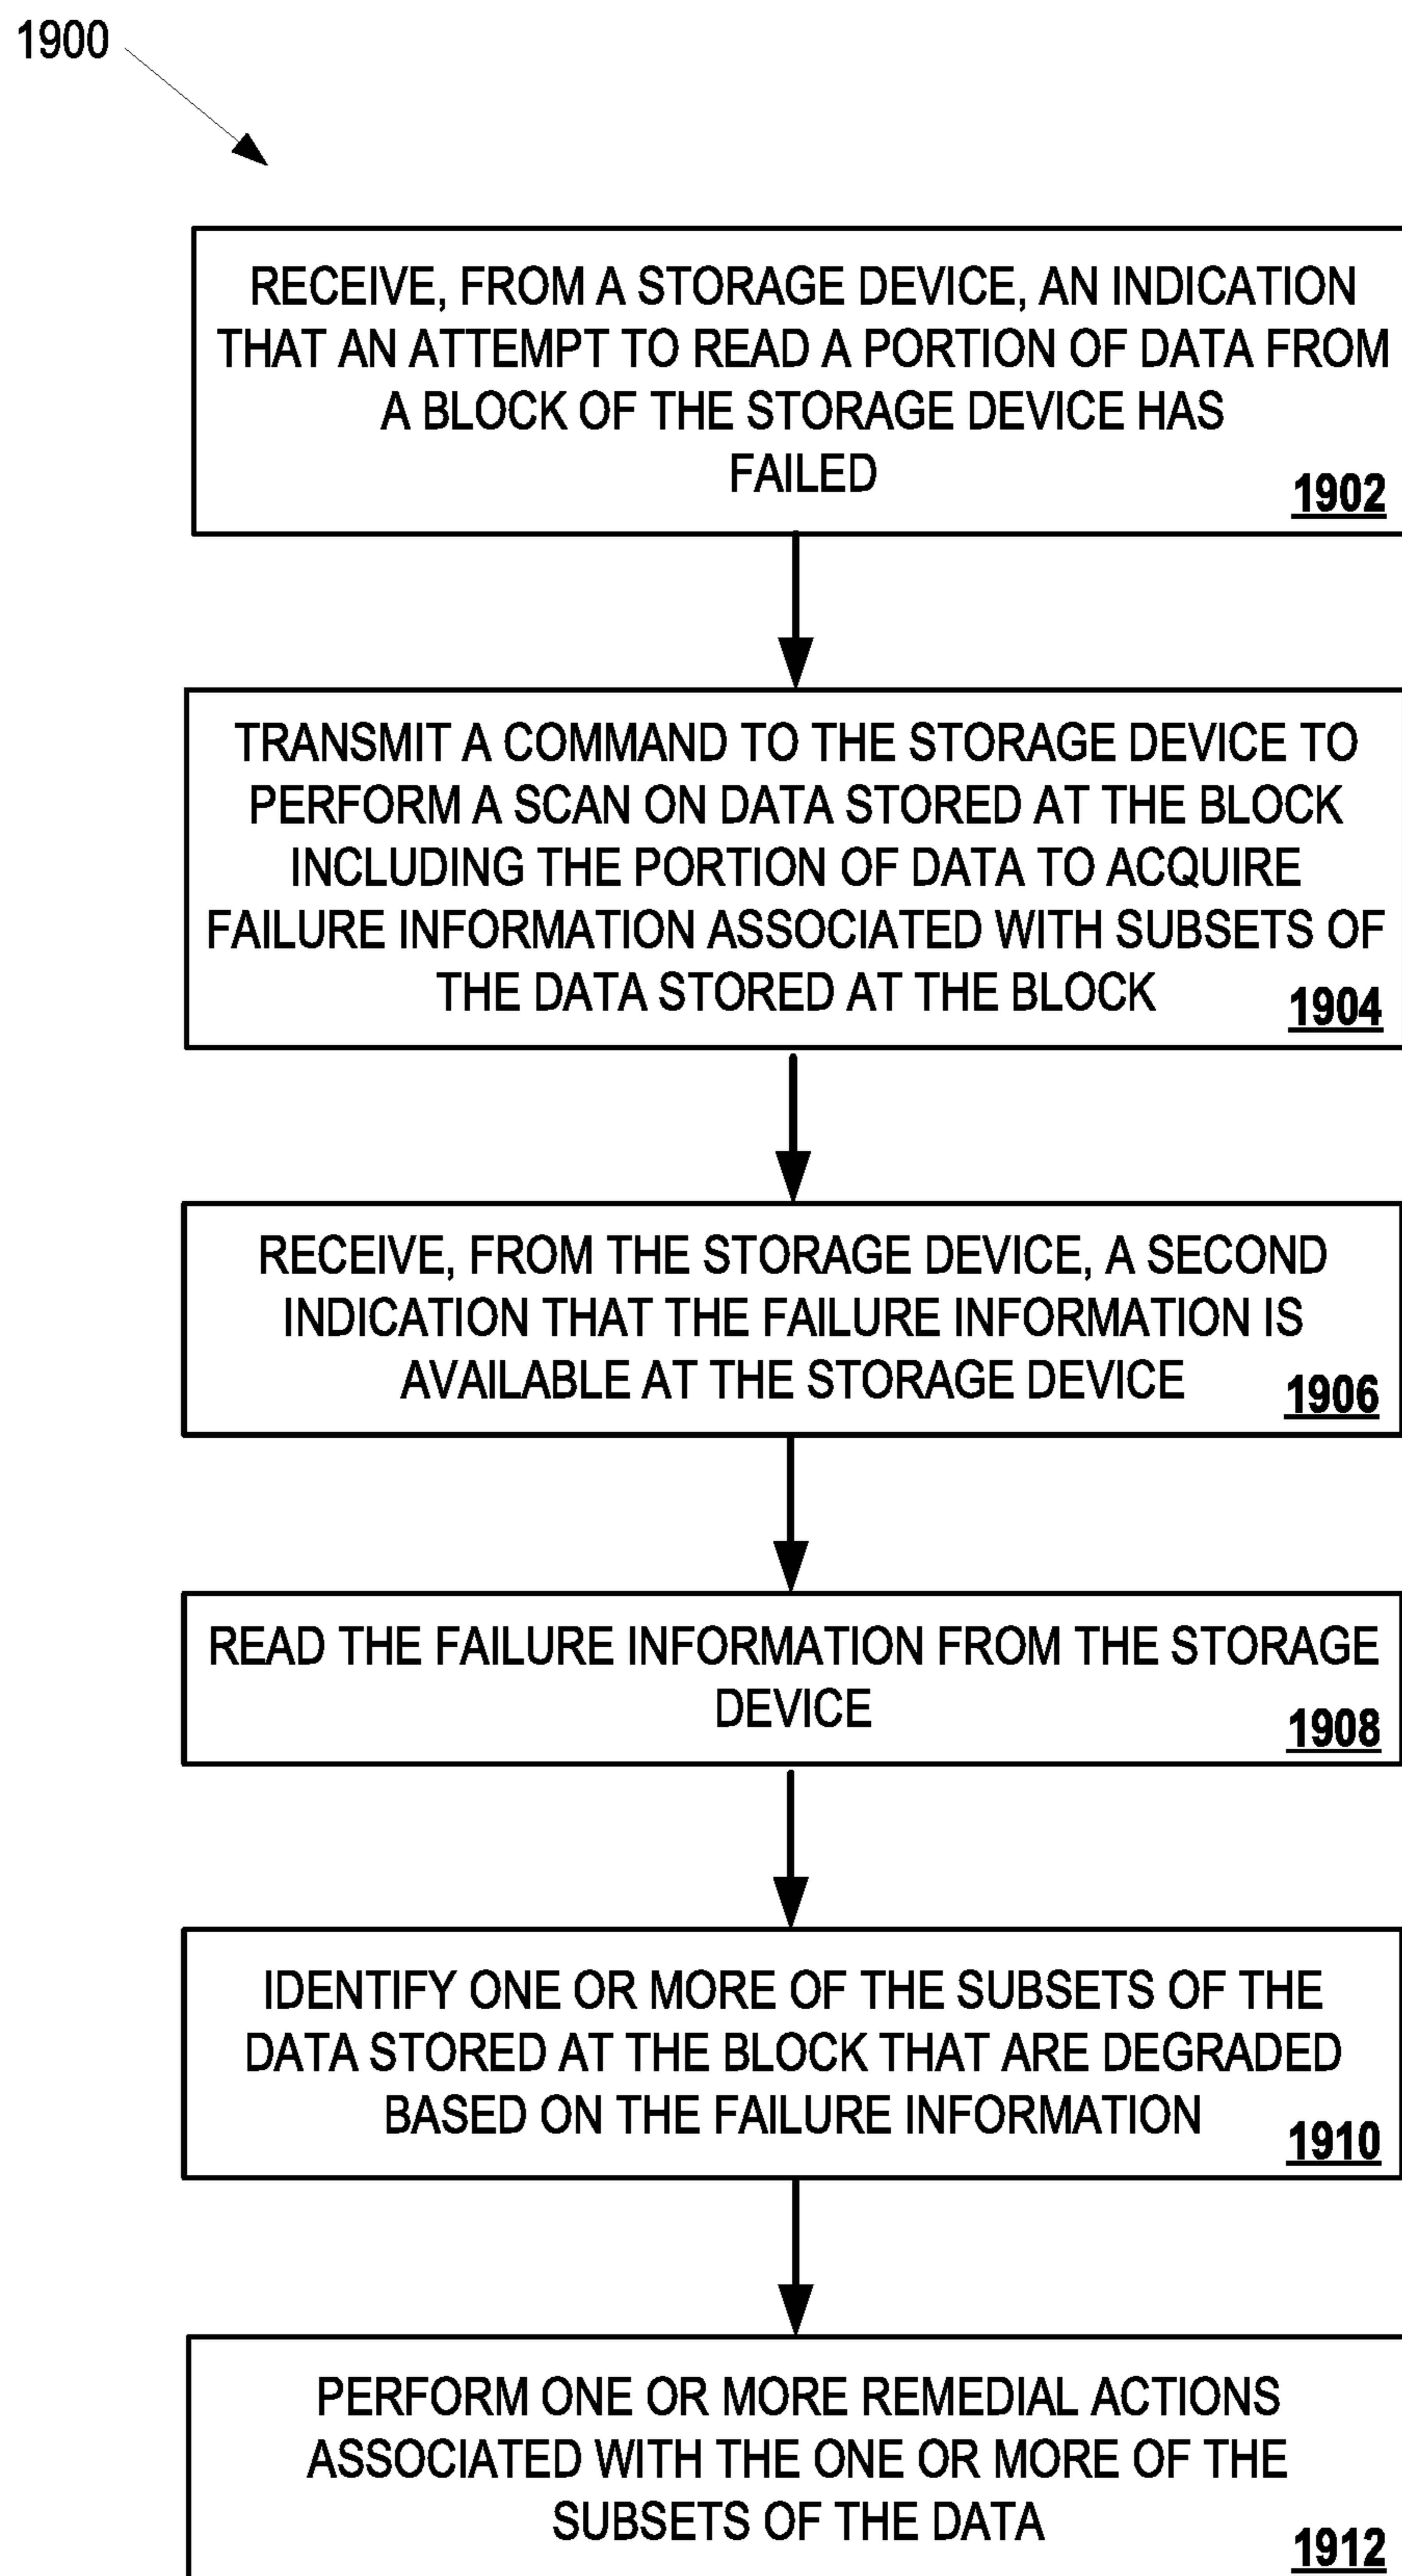 1900
RECEIVE, FROM A STORAGE DEVICE, AN INDICATION
THAT AN ATTEMPT TO READ A PORTION OF DATA FROM
A BLOCK OF THE STORAGE DEVICE HAS
FAILED
1902
TRANSMIT A COMMAND TO THE STORAGE DEVICE TO
PERFORM A SCAN ON DATA STORED AT THE BLOCK
INCLUDING THE PORTION OF DATA TO ACQUIRE
FAILURE INFORMATION ASSOCIATED WITH SUBSETS OF
THE DATA STORED AT THE BLOCK
1904
RECEIVE, FROM THE STORAGE DEVICE, A SECOND
INDICATION THAT THE FAILURE INFORMATION IS
AVAILABLE AT THE STORAGE DEVICE
1906
READ THE FAILURE INFORMATION FROM THE STORAGE
DEVICE
1908
IDENTIFY ONE OR MORE OF THE SUBSETS OF THE
DATA STORED AT THE BLOCK THAT ARE DEGRADED
BASED ON THE FAILURE INFORMATION
1910
PERFORM ONE OR MORE REMEDIAL ACTIONS
ASSOCIATED WITH THE ONE OR MORE OF THE
SUBSETS OF THE DATA
1912